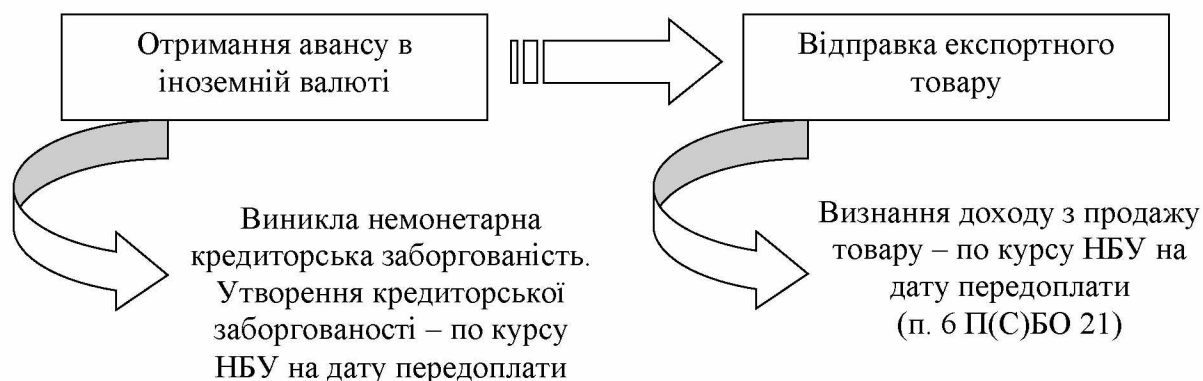 Отримання авансу в
іноземній валюті
Відправка експортного
товару
Виникла немонетарна
кредиторська заборгованість.
Утворення кредиторської
заборгованості – по курсу
НБУ на дату передоплати
Визнання доходу з продажу
товару – по курсу НБУ на
дату передоплати
(п. 6 П(С)БО 21)